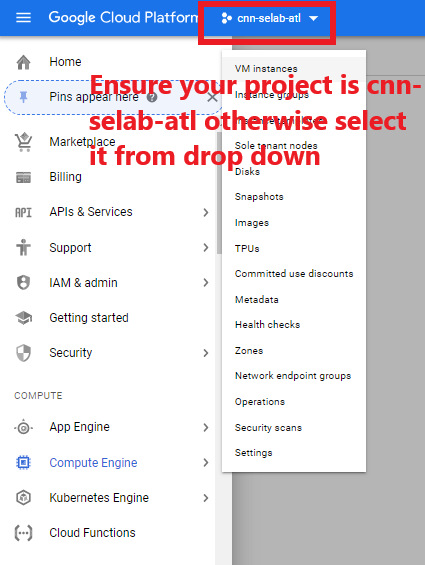 Google Cloud Platform
cnn-selab-atl
Home
Pins appear here
Marketplace
Billing
APIs & Services
Support
IAM & admin
Getting started
Security
COMPUTE
App Engine
Compute Engine
Kubernetes Engine
Cloud Functions
Ensure your project is cnn-
selab-atl otherwise select
it from drop down
VM instances
Instance groups
Sole tenant nodes
Disks
Snapshots
Images
TPUs
Committed use discounts
Metadata
Health checks
Zones
Network endpoint groups
Operations
Security scans
Settings